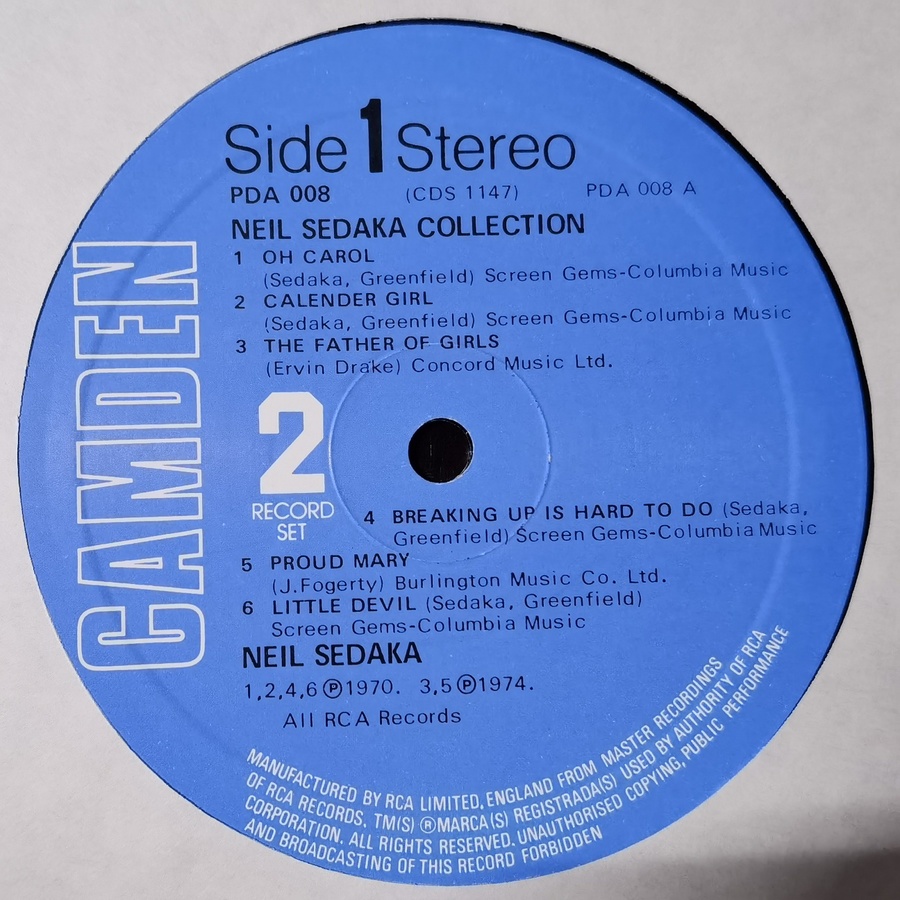 Side 1 Stereo
PDA 008 (CDS 1147) PDA 008 A
NEIL SEDAKA COLLECTION
1 OH CAROL
(Sedaka, Greenfield) Screen Gems-Columbia Music
2 CALENDER GIRL
(Sedaka, Greenfield) Screen Gems-Columbia Music
3 THE FATHER OF GIRLS
(Ervin Drake) Concord Music Ltd.
CAMDEN
2
RECORD
SET
4 BREAKING UP IS HARD TO DO (Sedaka,
Greenfield) Screen Gems-Columbia Music
5 PROUD MARY
(J.Fogerty) Burlington Music Co. Ltd.
6 LITTLE DEVIL (Sedaka, Greenfield)
Screen Gems-Columbia Music
NEIL SEDAKA
1,2,4,6 ℗1970. 3,5 ℗1974.
All RCA Records
MANUFACTURED BY RCA LIMITED, ENGLAND FROM MASTER RECORDINGS
OF RCA RECORDS. TM(S) ®MARCA(S) REGISTRADA(S) USED BY AUTHORITY OF RCA
CORPORATION. ALL RIGHTS RESERVED. UNAUTHORISED COPYING, PUBLIC PERFORMANCE
AND BROADCASTING OF THIS RECORD FORBIDDEN